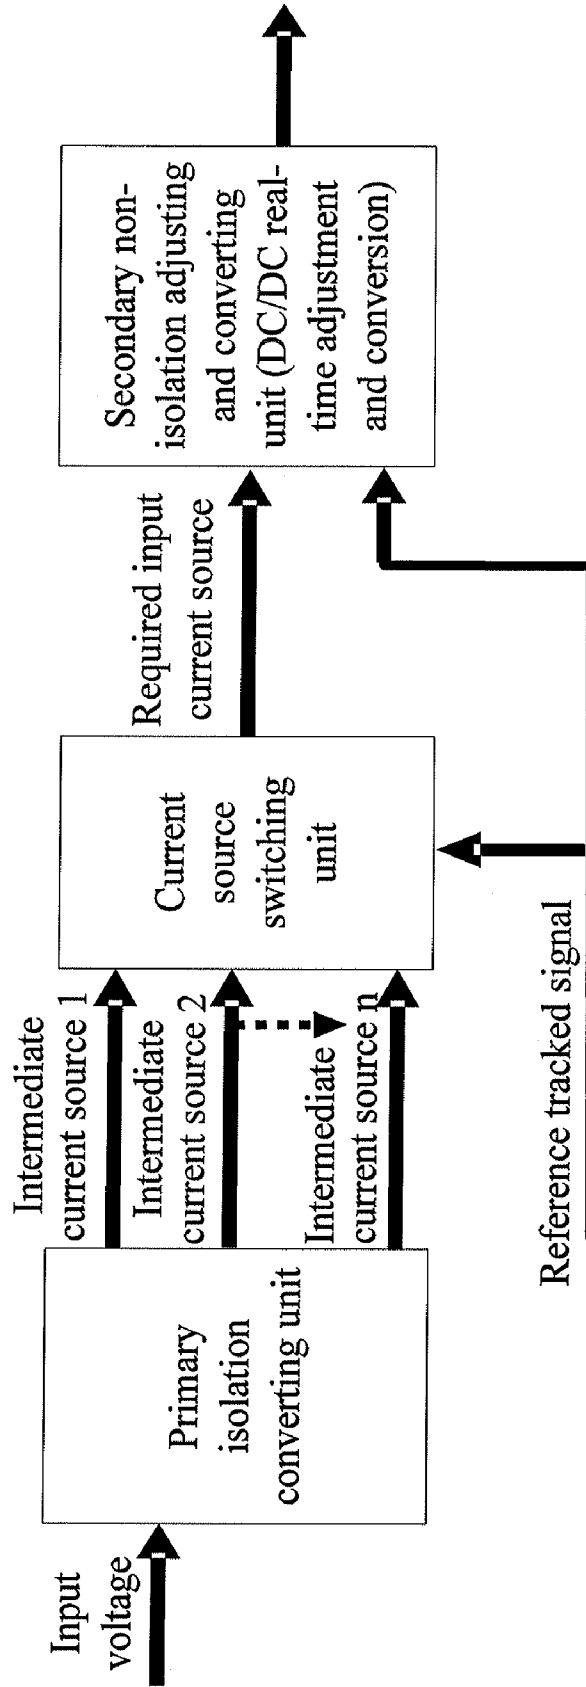 Input
voltage
Primary
isolation
converting unit
Intermediate
current source 1
Intermediate
current source 2
Intermediate
current source n
Current
source
switching
unit
Reference tracked signal
Required input
current source
Secondary non-
isolation adjusting
and converting
unit (DC/DC real-
time adjustment
and conversion)